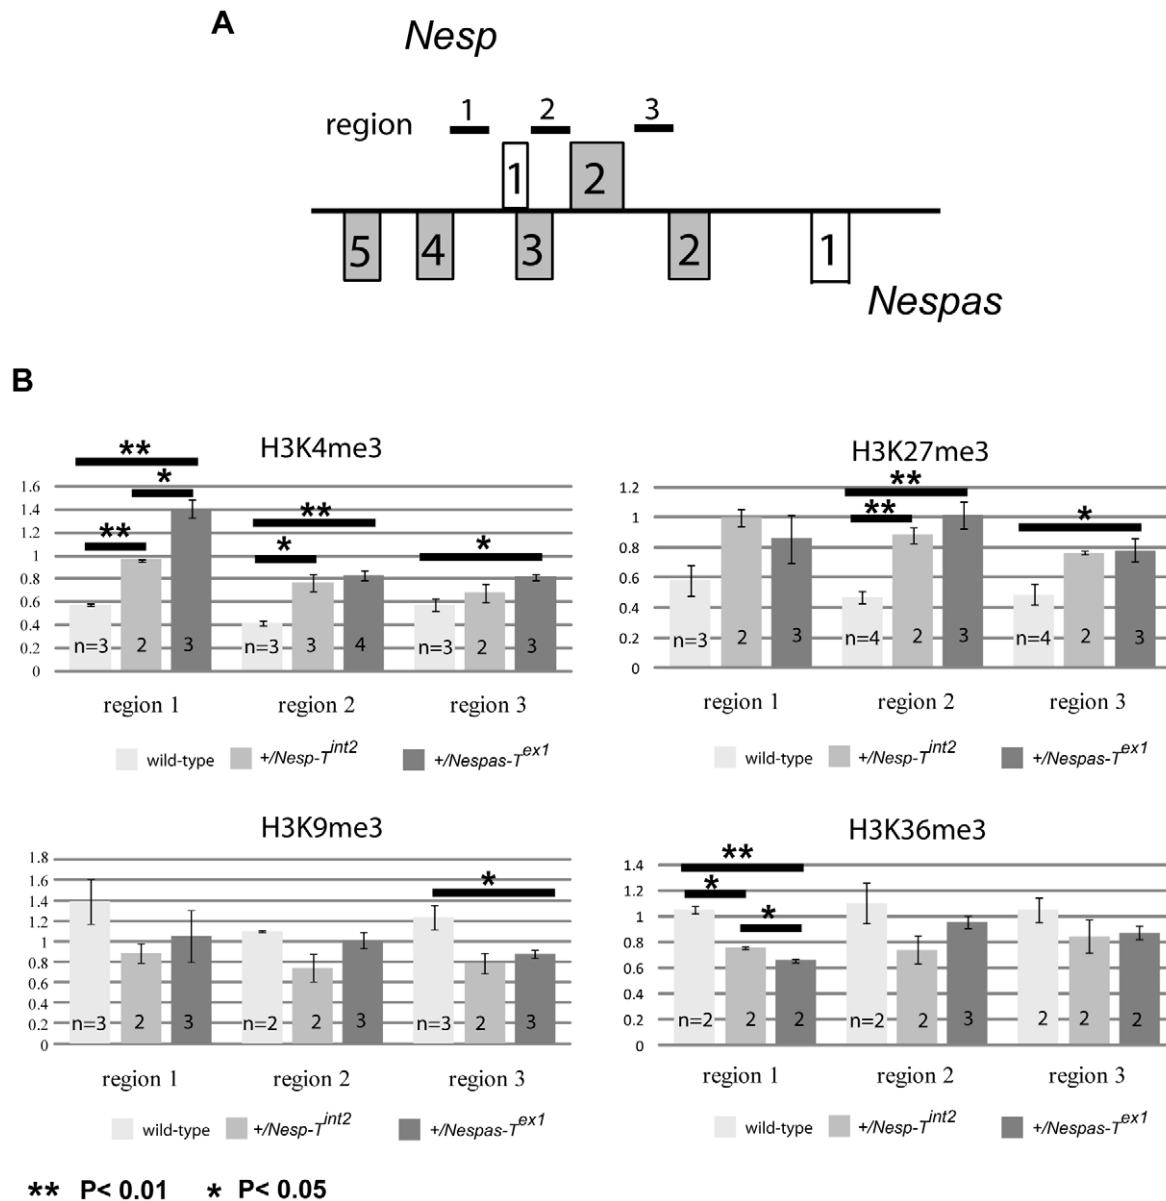 A
Nesp
region 1 2 3
1 2
5 4 3 2 1
Nespas
B
H3K4me3
** * ** ** * *
1.6
1.4
1.2
1
0.8
0.6
0.4
0.2
0
n=3 2 3 n=3 3 4 n=3 2 3
region 1 region 2 region 3
wild-type +/Nesp-T^int2 +/Nespas-T^ex1
H3K27me3
** ** *
1.2
1
0.8
0.6
0.4
0.2
0
n=3 2 3 n=4 2 3 n=4 2 3
region 1 region 2 region 3
wild-type +/Nesp-T^int2 +/Nespas-T^ex1
H3K9me3
*
1.8
1.6
1.4
1.2
1
0.8
0.6
0.4
0.2
0
n=3 2 3 n=2 2 3 n=3 2 3
region 1 region 2 region 3
wild-type +/Nesp-T^int2 +/Nespas-T^ex1
H3K36me3
** * *
1.4
1.2
1
0.8
0.6
0.4
0.2
0
n=2 2 2 n=2 2 3 2 2 2
region 1 region 2 region 3
wild-type +/Nesp-T^int2 +/Nespas-T^ex1
** P< 0.01 * P< 0.05